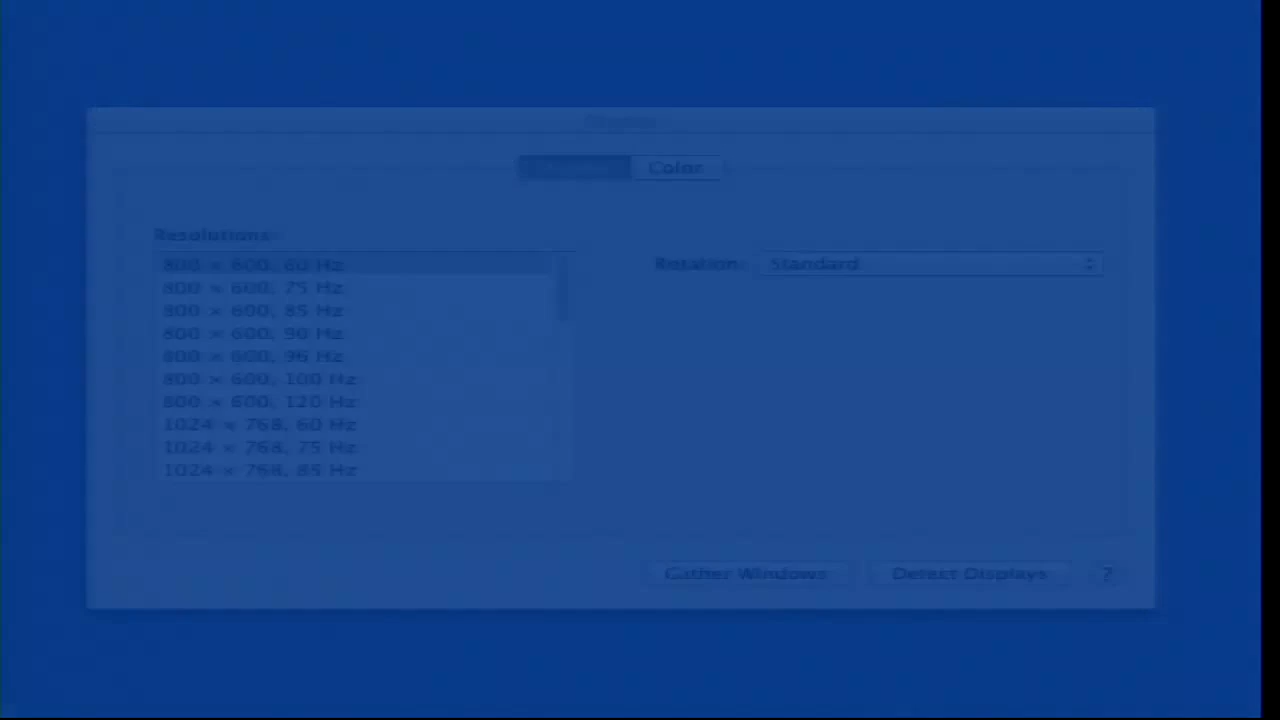 Color
Resolutions:
800 × 600, 60 Hz
800 × 600, 75 Hz
800 × 600, 85 Hz
800 × 600, 90 Hz
800 × 600, 96 Hz
800 × 600, 100 Hz
800 × 600, 120 Hz
1024 × 768, 60 Hz
1024 × 768, 75 Hz
1024 × 768, 85 Hz
Rotation: Standard
Gather Windows
Detect Displays
?